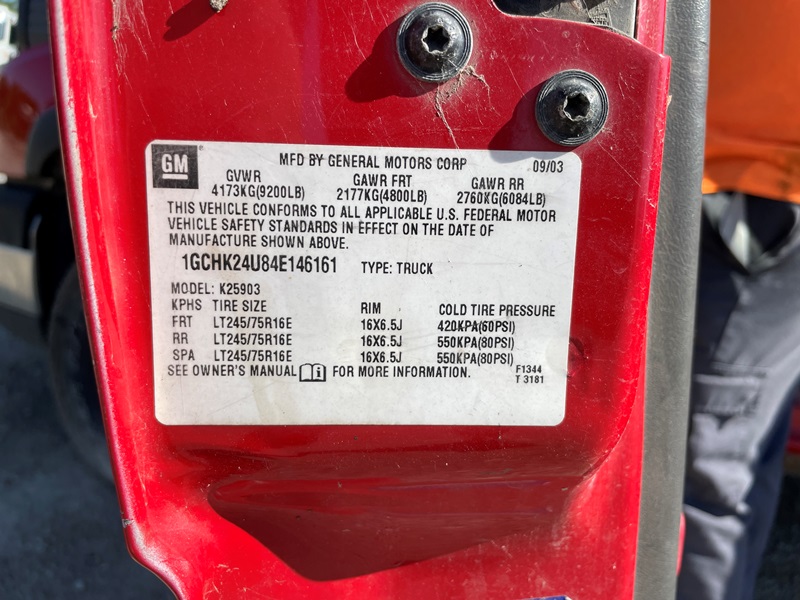 GM
MFD BY GENERAL MOTORS CORP 09/03
GVWR GAWR FRT GAWR RR
4173KG(9200LB) 2177KG(4800LB) 2760KG(6084LB)
THIS VEHICLE CONFORMS TO ALL APPLICABLE U.S. FEDERAL MOTOR
VEHICLE SAFETY STANDARDS IN EFFECT ON THE DATE OF
MANUFACTURE SHOWN ABOVE.
1GCHK24U84E146161 TYPE: TRUCK
MODEL: K25903
KPHS TIRE SIZE RIM COLD TIRE PRESSURE
FRT LT245/75R16E 16X6.5J 420KPA(60PSI)
RR LT245/75R16E 16X6.5J 550KPA(80PSI)
SPA LT245/75R16E 16X6.5J 550KPA(80PSI)
SEE OWNER'S MANUAL FOR MORE INFORMATION. F1344
T 3181